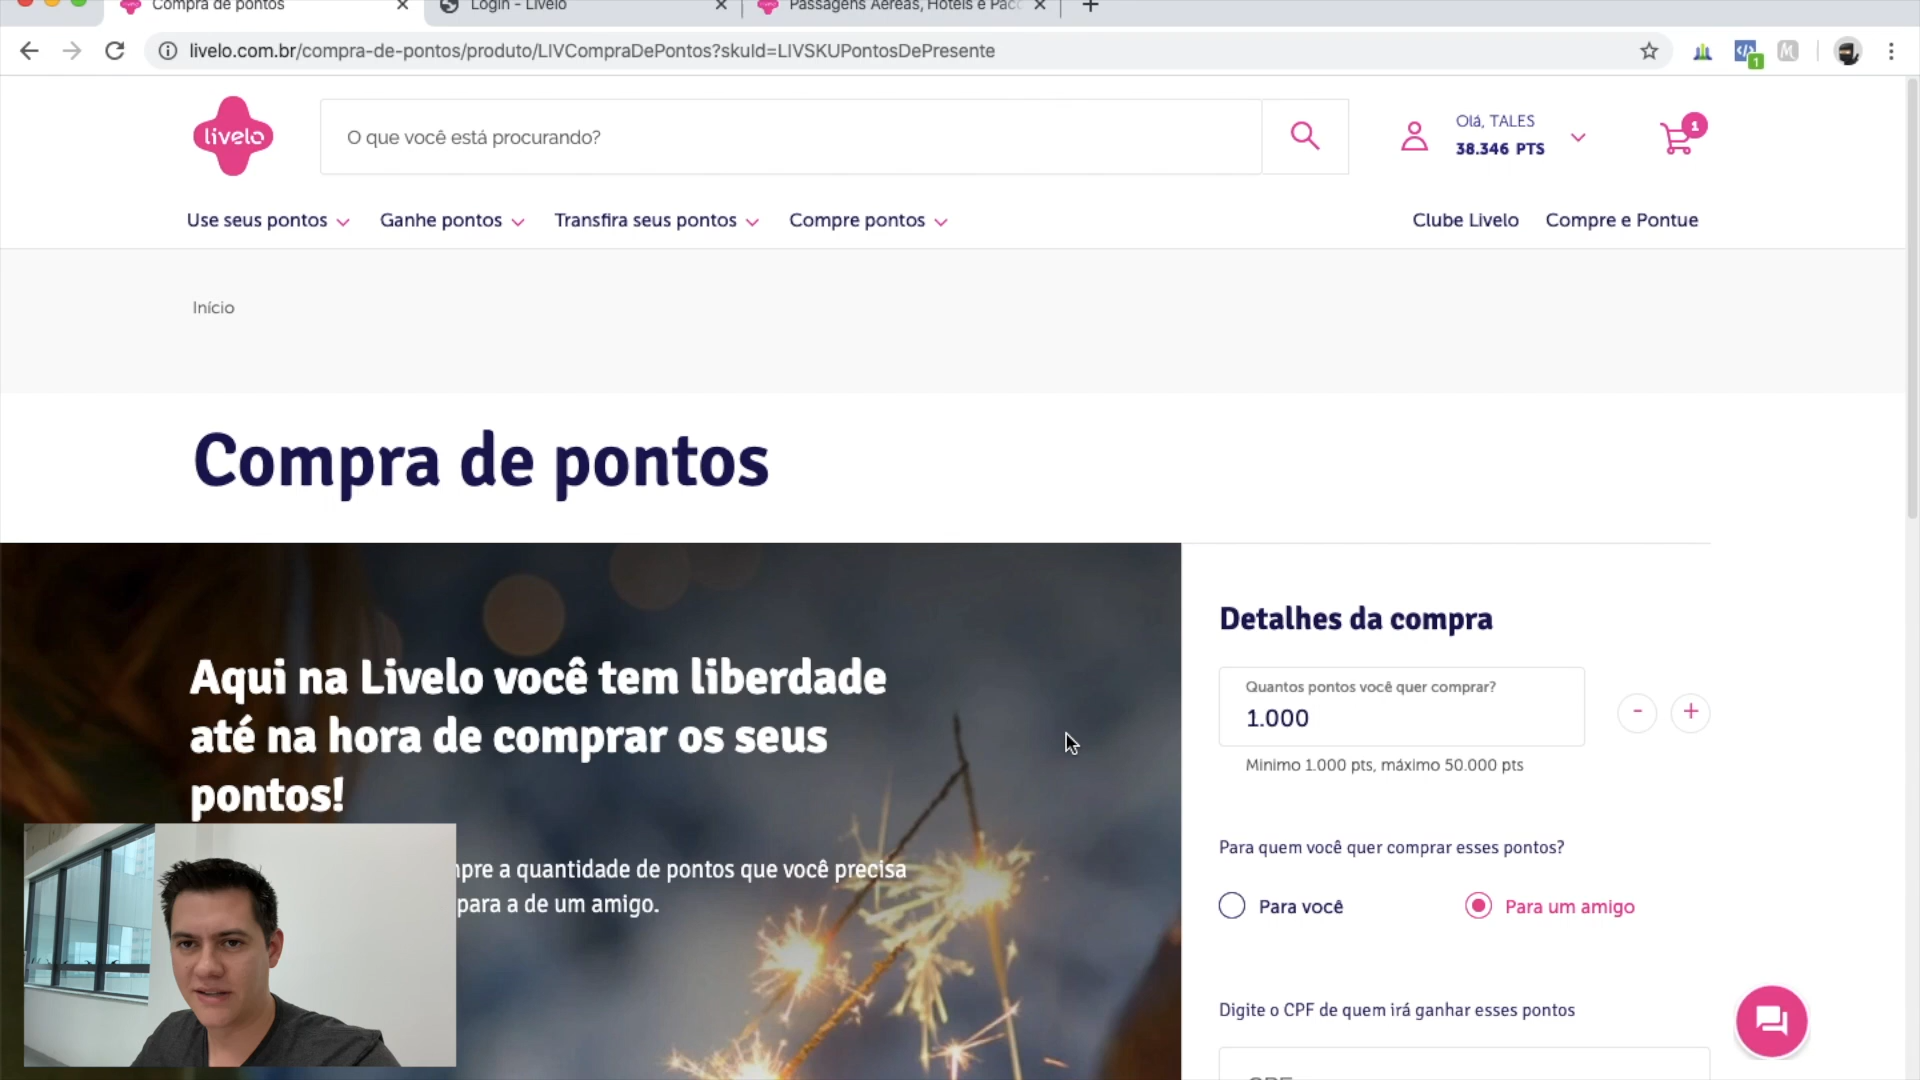 Compra de pontos
Login - Livelo
Passagens Aéreas, Hotéis e Pacc
livelo.com.br/compra-de-pontos/produto/LIVCompraDePontos?skuId=LIVSKUPontosDePresente
1
livelo
O que você está procurando?
Olá, TALES
38.346 PTS
1
Use seus pontos
Ganhe pontos
Transfira seus pontos
Compre pontos
Clube Livelo
Compre e Pontue
Início
Compra de pontos
Aqui na Livelo você tem liberdade
até na hora de comprar os seus
pontos!
mpre a quantidade de pontos que você precisa
para a de um amigo.
Detalhes da compra
Quantos pontos você quer comprar?
1.000
- +
Minimo 1.000 pts, máximo 50.000 pts
Para quem você quer comprar esses pontos?
Para você
Para um amigo
Digite o CPF de quem irá ganhar esses pontos
CPF